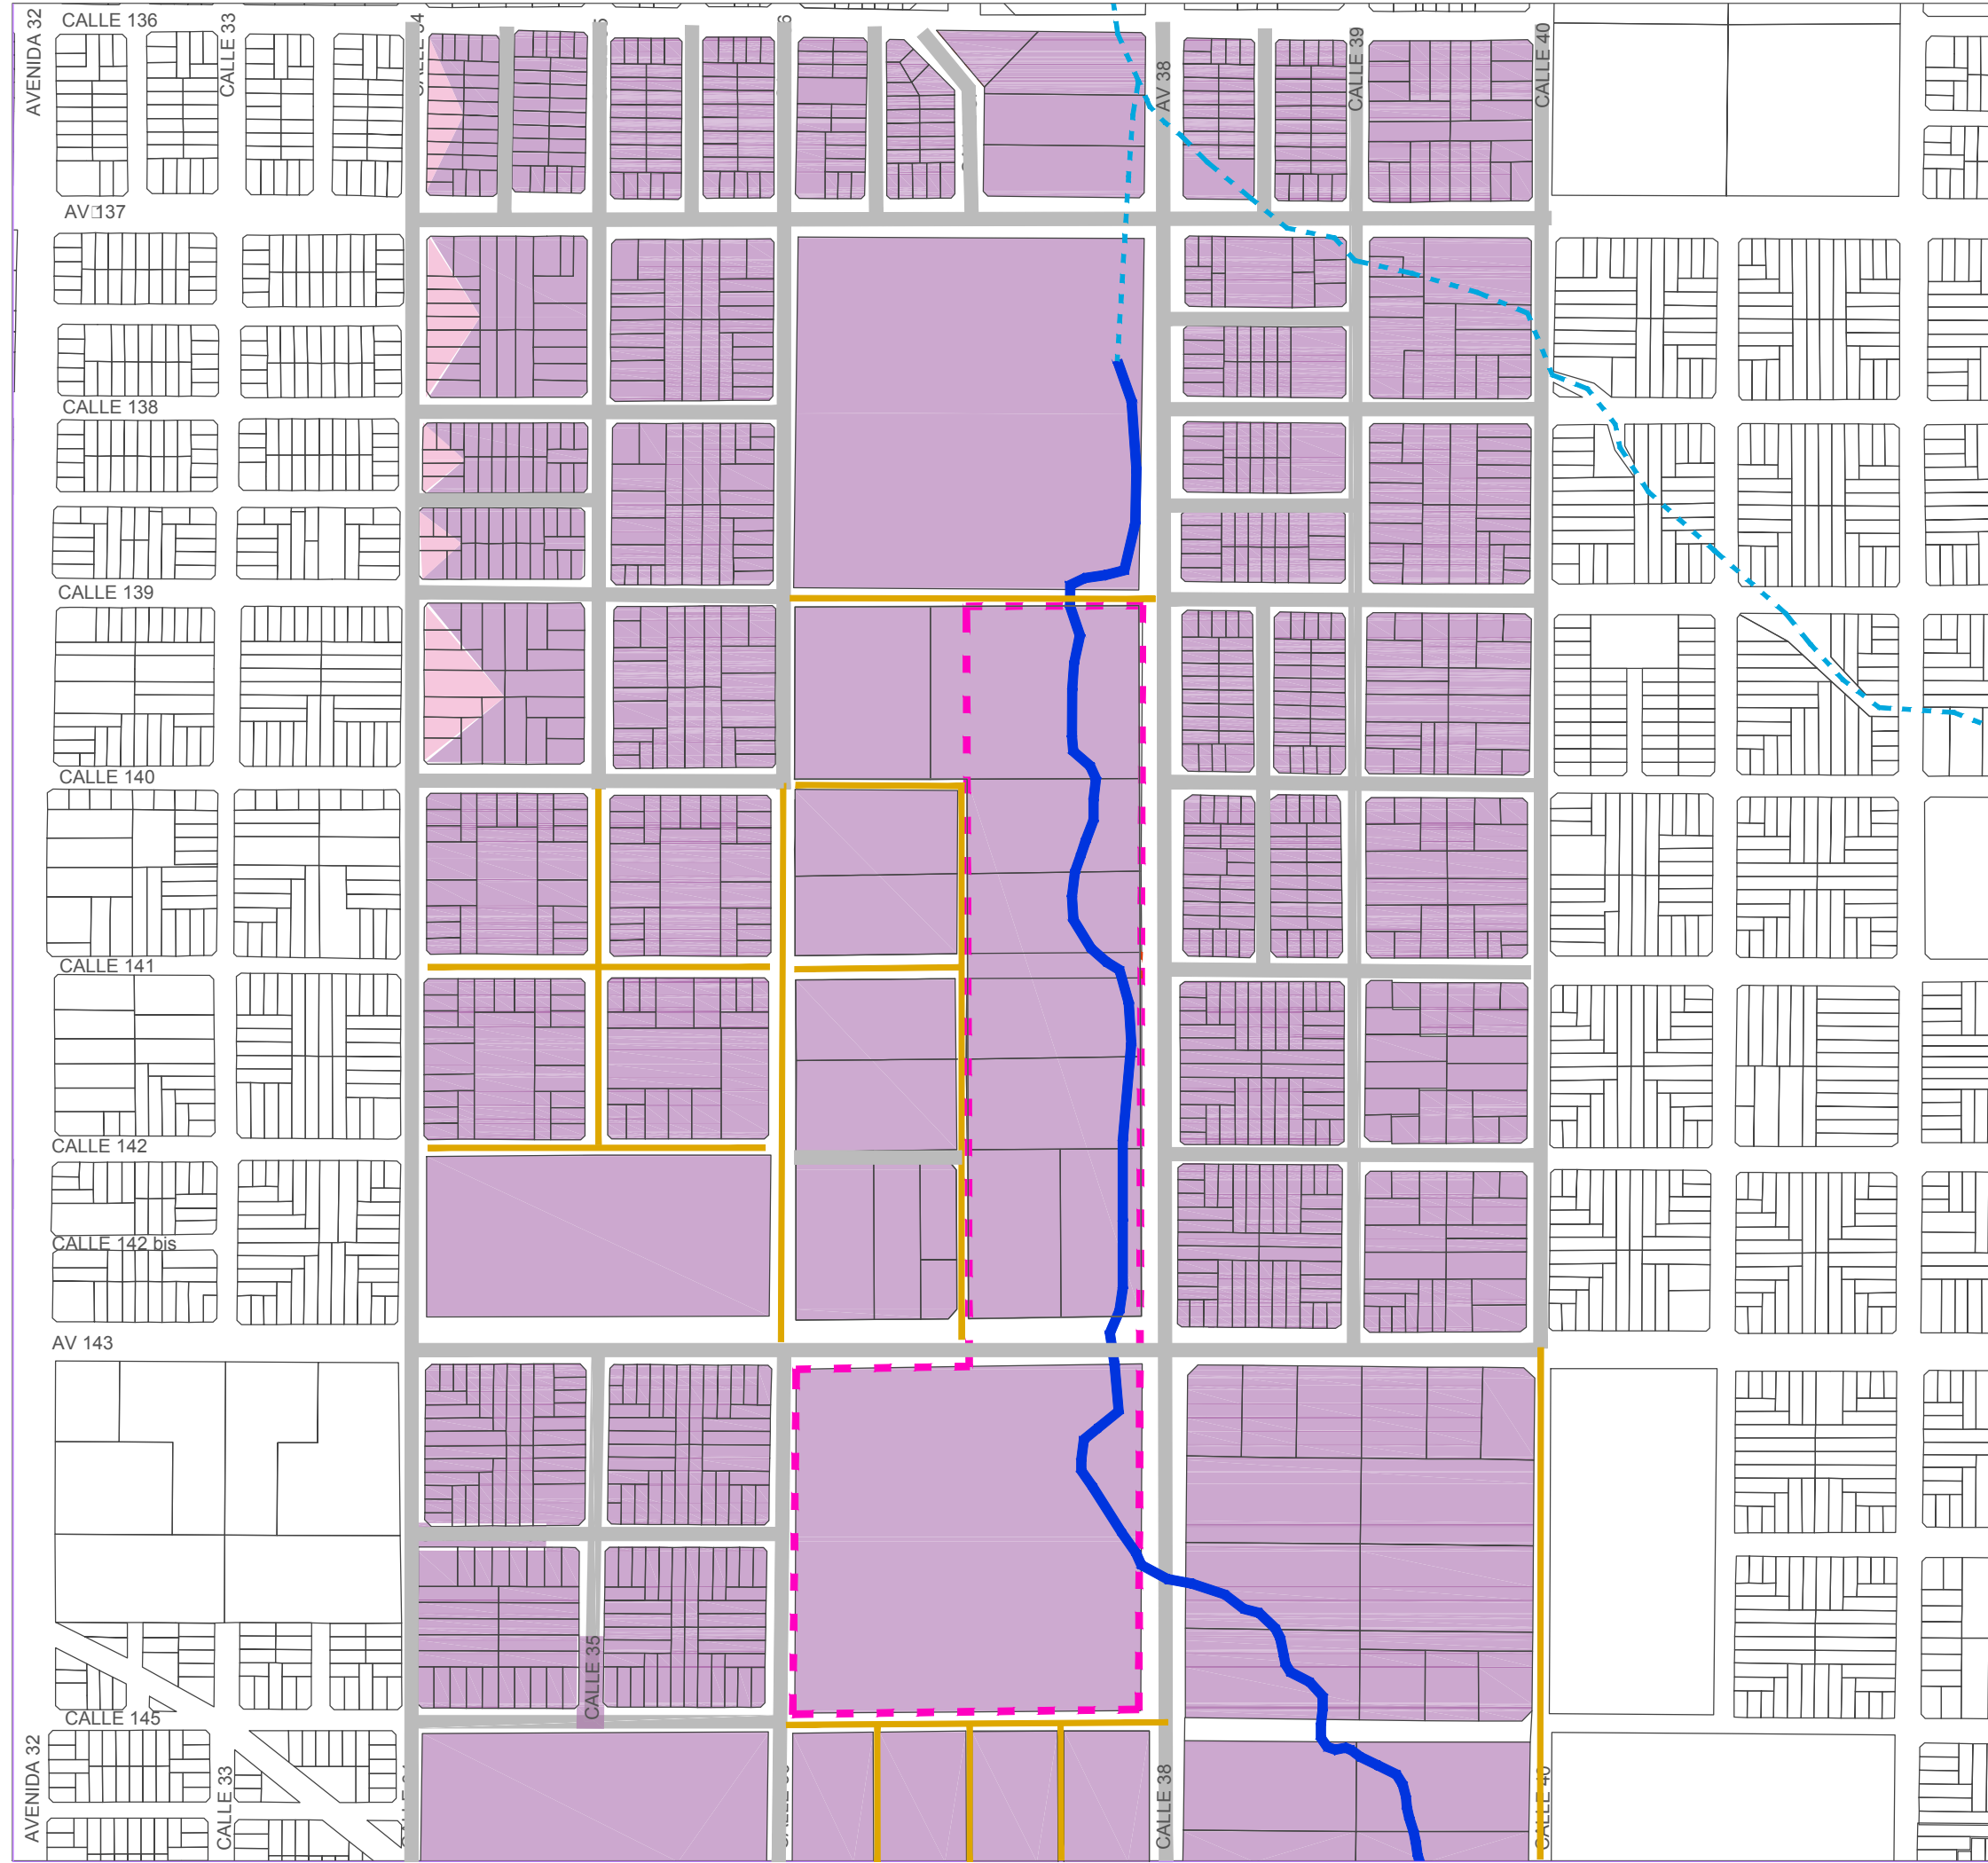 CALLE 136
AVENIDA 32
CALLE 33
AV 38
CALLE 39
CALLE 40
AV□137
CALLE 138
CALLE 139
CALLE 140
CALLE 141
CALLE 142
CALLE 142 bis
AV 143
CALLE 35
CALLE 145
AVENIDA 32
CALLE 33
CALLE 38
CALLE 40